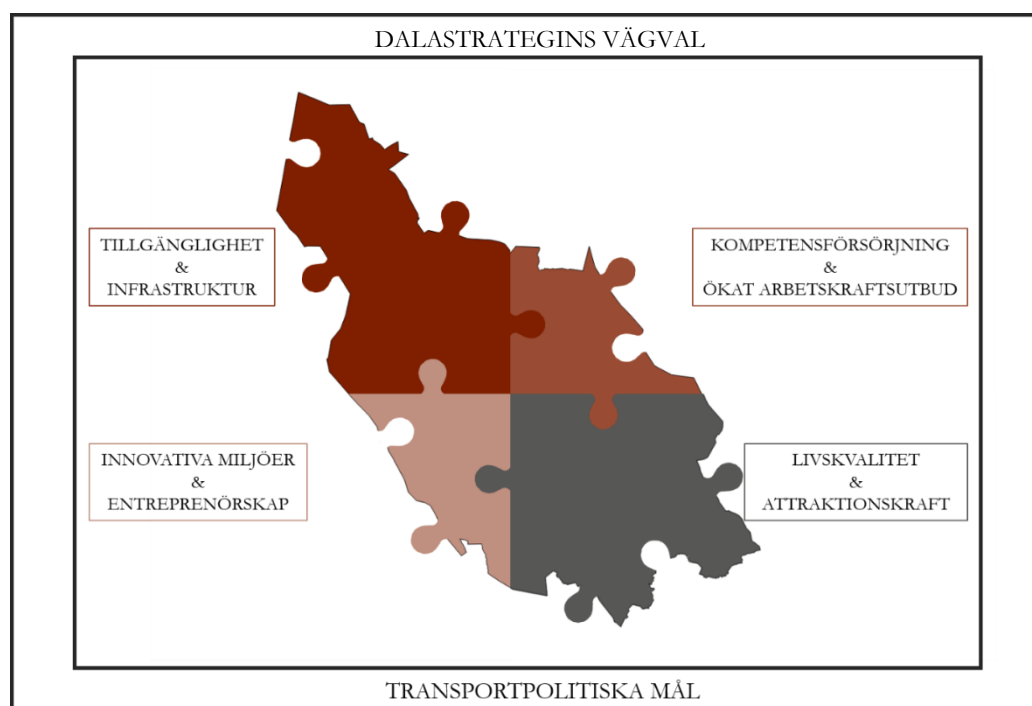 DALASTRATEGINS VÄGVAL
TILLGÄNGLIGHET
&
INFRASTRUKTUR
KOMPETENSFÖRSÖRJNING
&
ÖKAT ARBETSKRAFTSUTBUD
INNOVATIVA MILJÖER
&
ENTREPRENÖRSKAP
LIVSKVALITET
&
ATTRAKTIONSKRAFT
TRANSPORTPOLITISKA MÅL